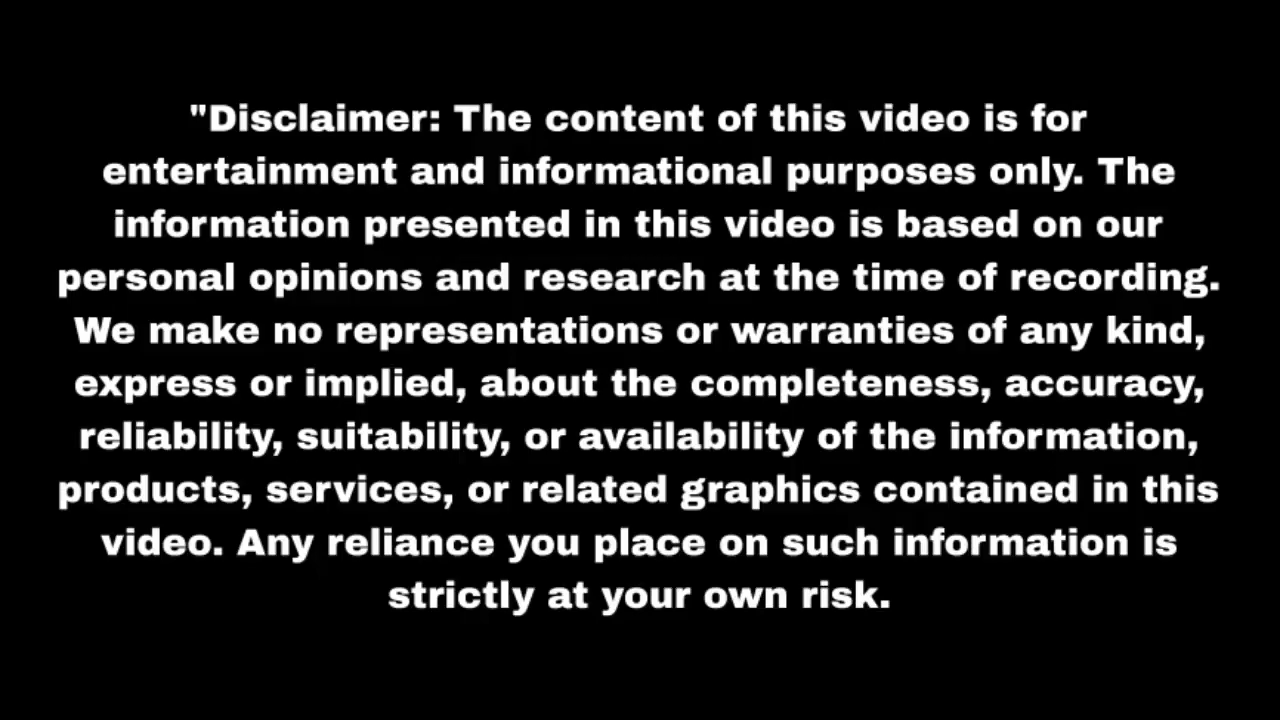 "Disclaimer: The content of this video is for
entertainment and informational purposes only. The
information presented in this video is based on our
personal opinions and research at the time of recording.
We make no representations or warranties of any kind,
express or implied, about the completeness, accuracy,
reliability, suitability, or availability of the information,
products, services, or related graphics contained in this
video. Any reliance you place on such information is
strictly at your own risk.